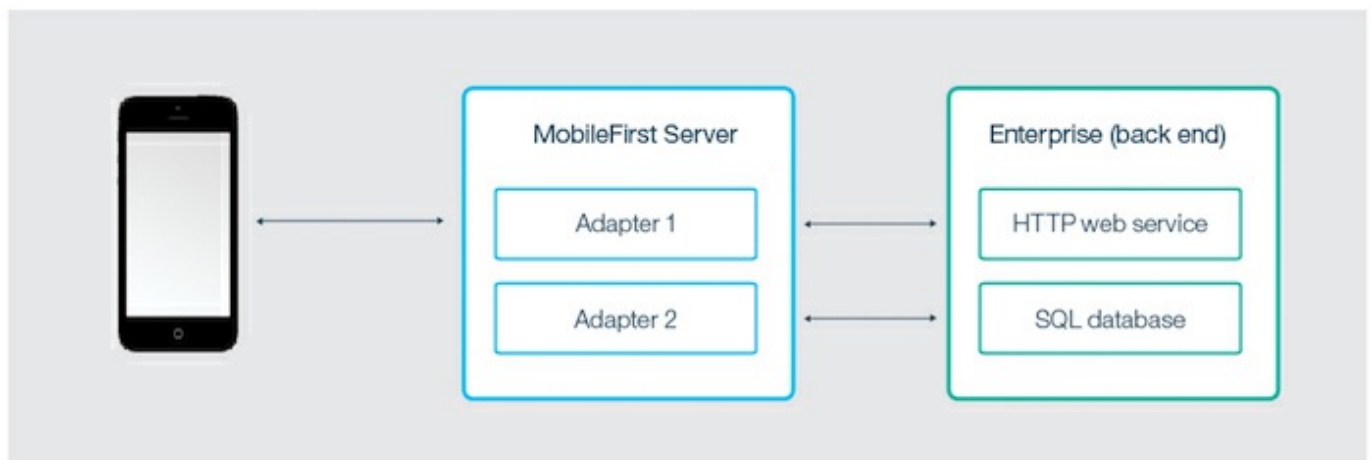 MobileFirst Server
Adapter 1
Adapter 2
Enterprise (back end)
HTTP web service
SQL database